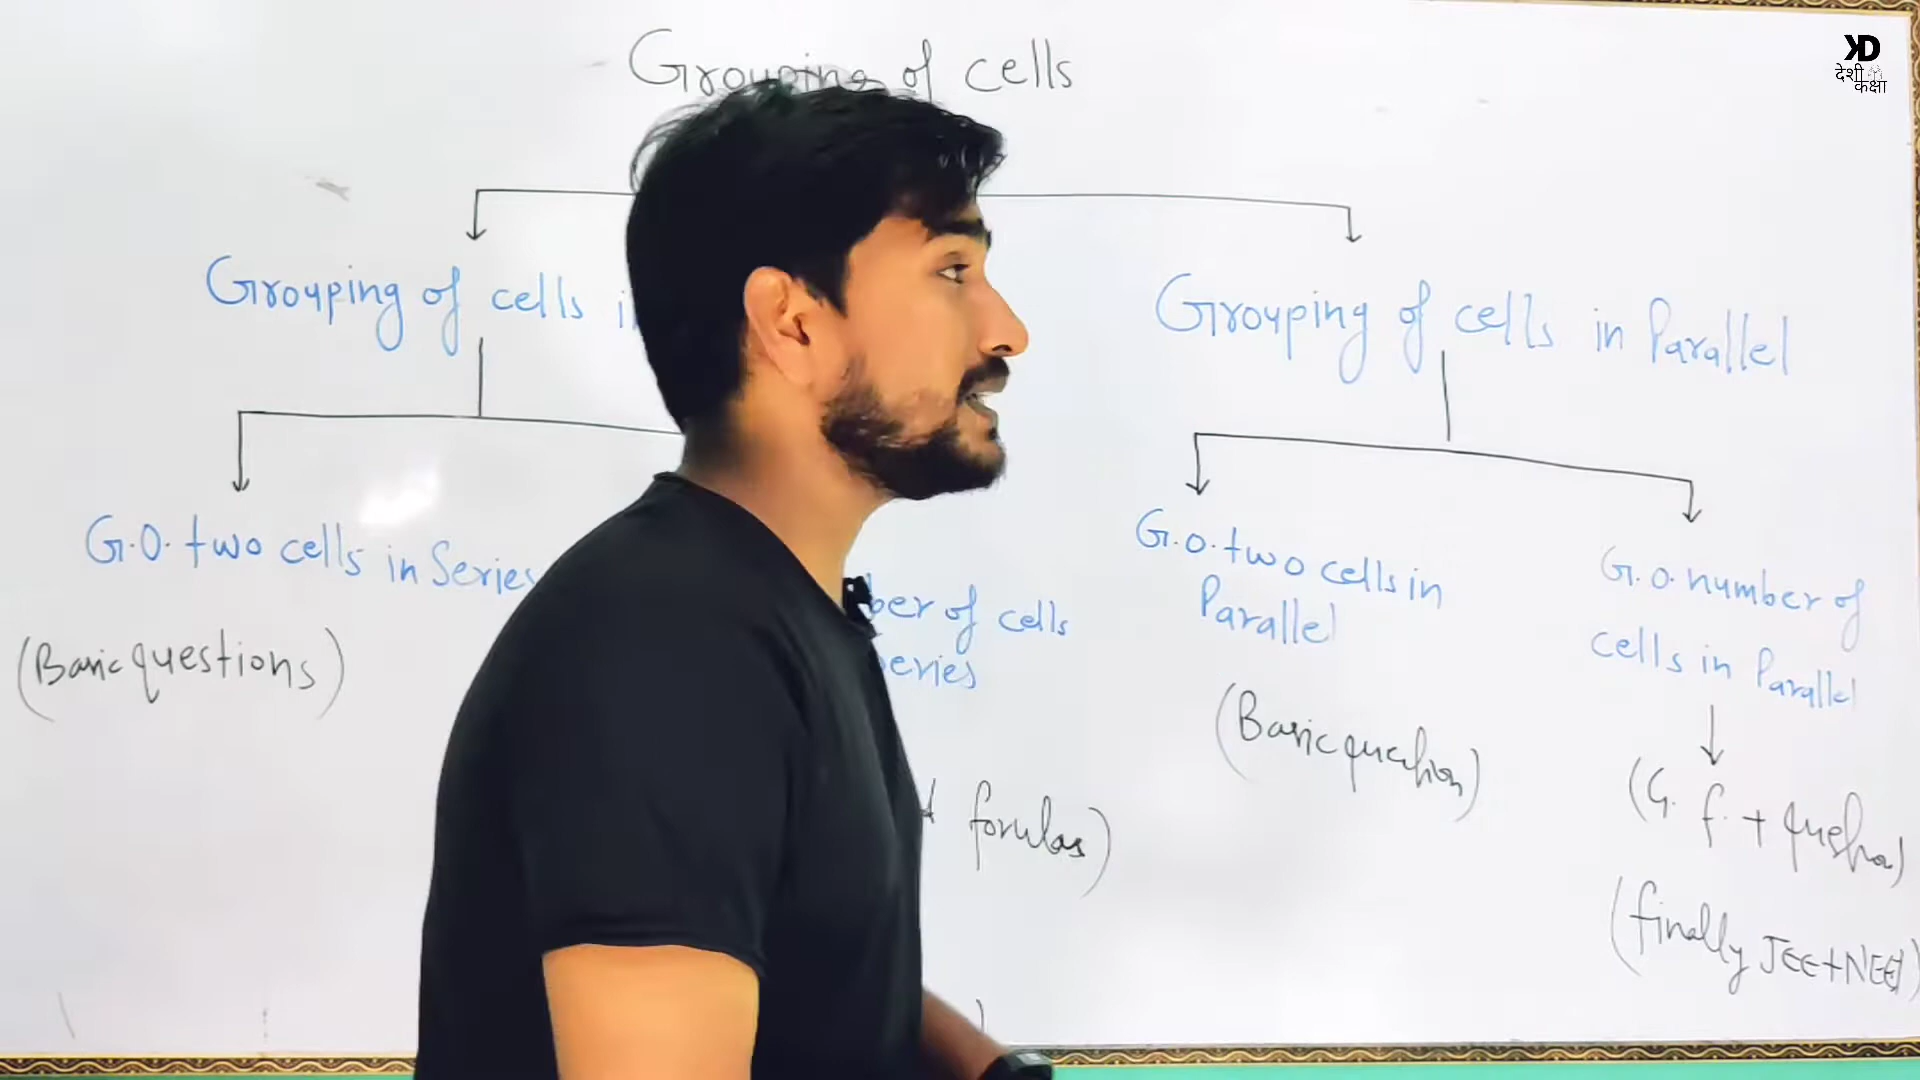 Grouping of cells
KD
देशी
कक्षा
Grouping of cells
Grouping of cells in Parallel
G.O. two cells in Series
(Basic questions)
ber of cells
eries
forulas)
G.o. two cells in
Parallel
(Basic question)
G.o. number of
cells in Parallel
(G. f. + question)
(finally JEE+NEET)